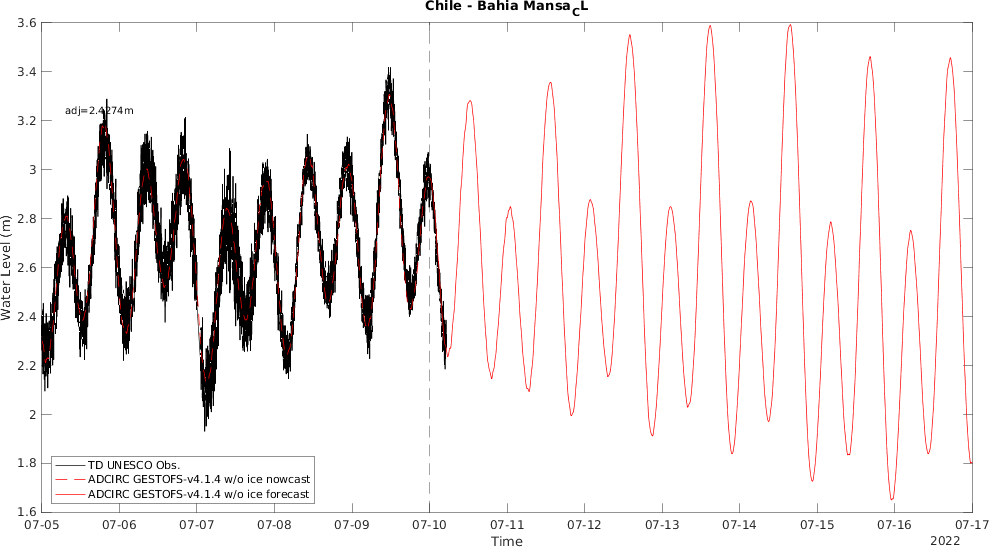 Chile - Bahia Mansa_CL
adj=2.4274m
Water Level (m)
3.6
3.4
3.2
3
2.8
2.6
2.4
2.2
2
1.8
1.6
TD UNESCO Obs.
ADCIRC GESTOFS-v4.1.4 w/o ice nowcast
ADCIRC GESTOFS-v4.1.4 w/o ice forecast
07-05 07-06 07-07 07-08 07-09 07-10 07-11 07-12 07-13 07-14 07-15 07-16 07-17
Time
2022